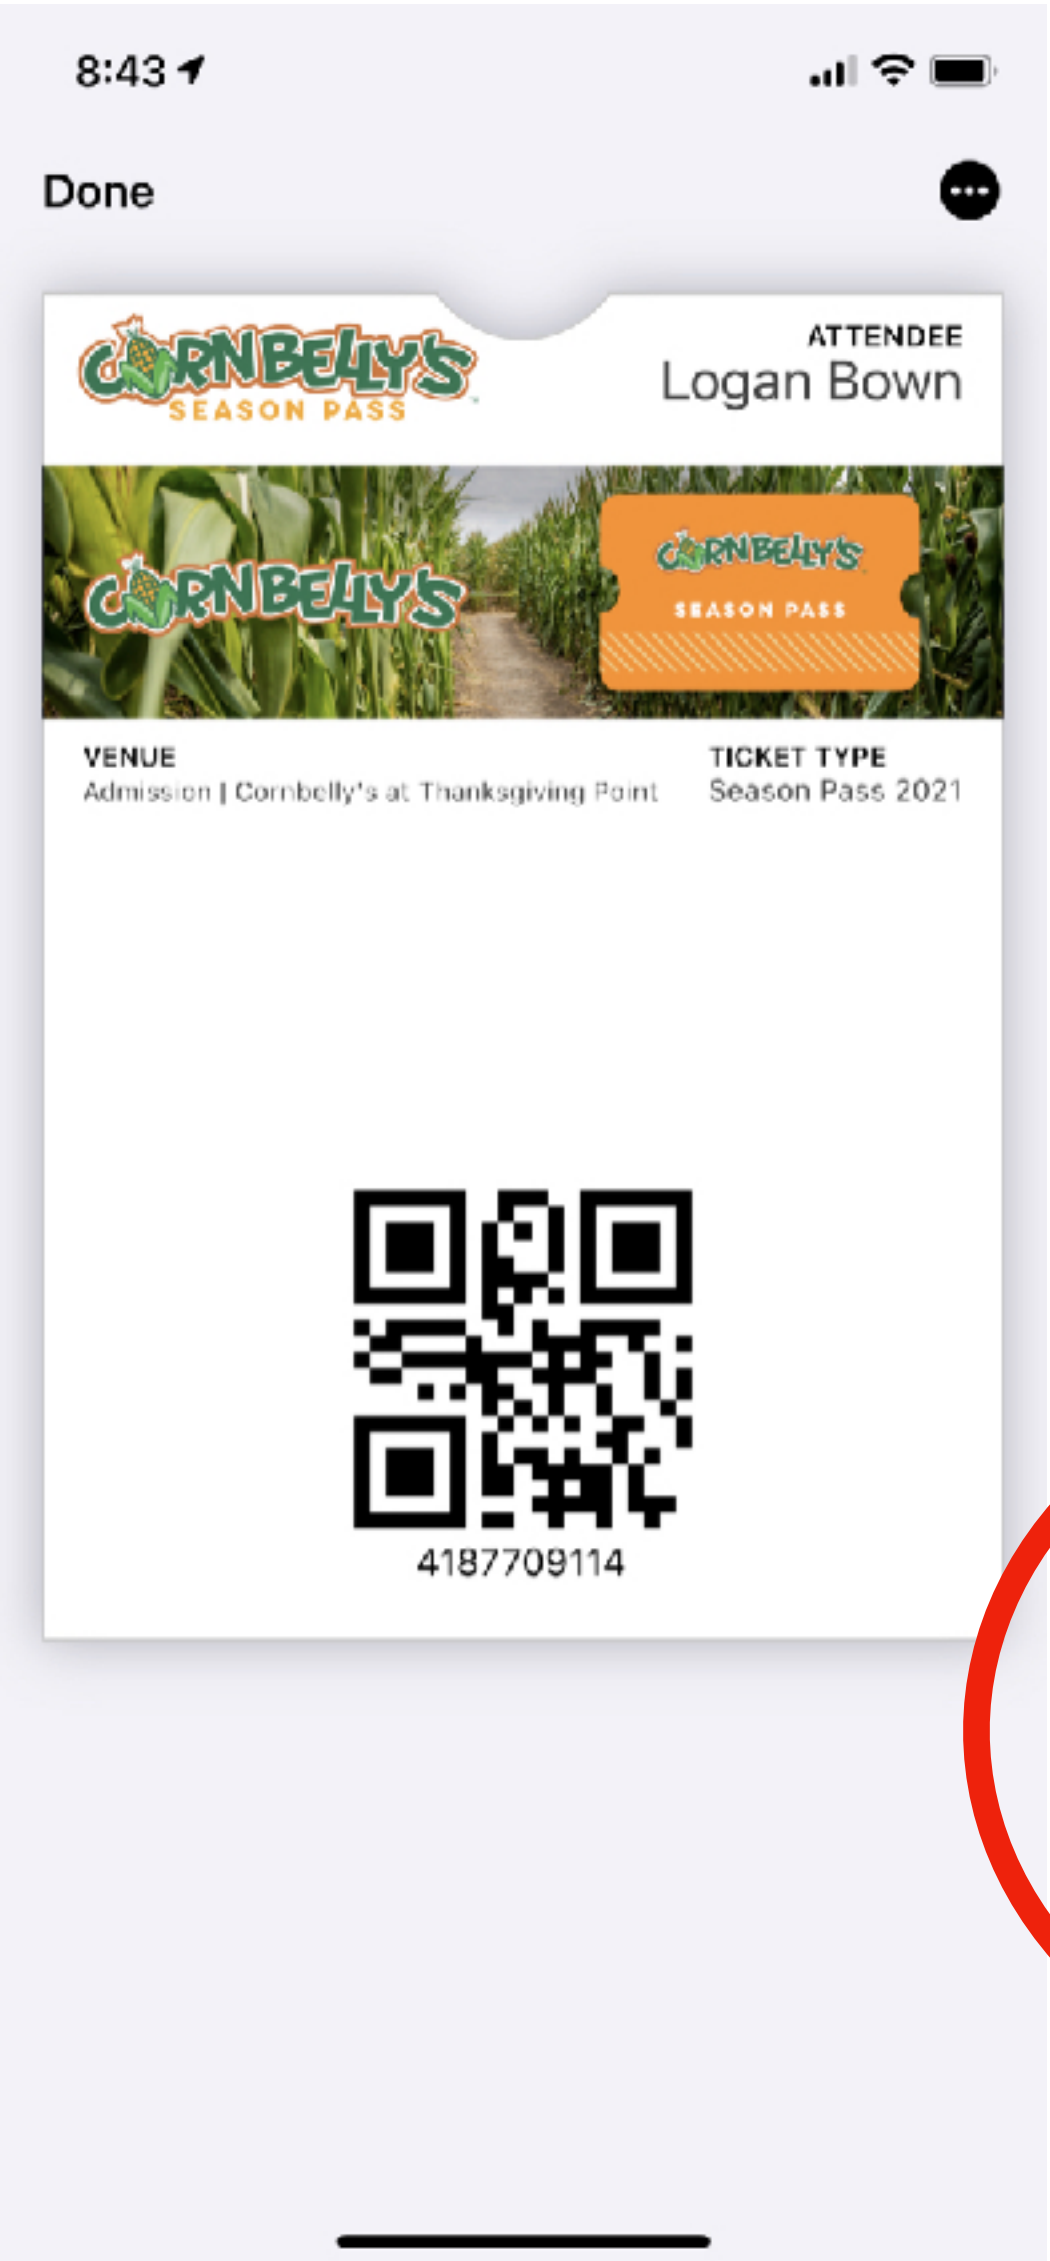 8:43
Done
CORNBELLY'S
SEASON PASS
ATTENDEE
Logan Bown
CORNBELLY'S
CORNBELLY'S
SEASON PASS
VENUE
Admission | Cornbelly's at Thanksgiving Point
TICKET TYPE
Season Pass 2021
4187709114